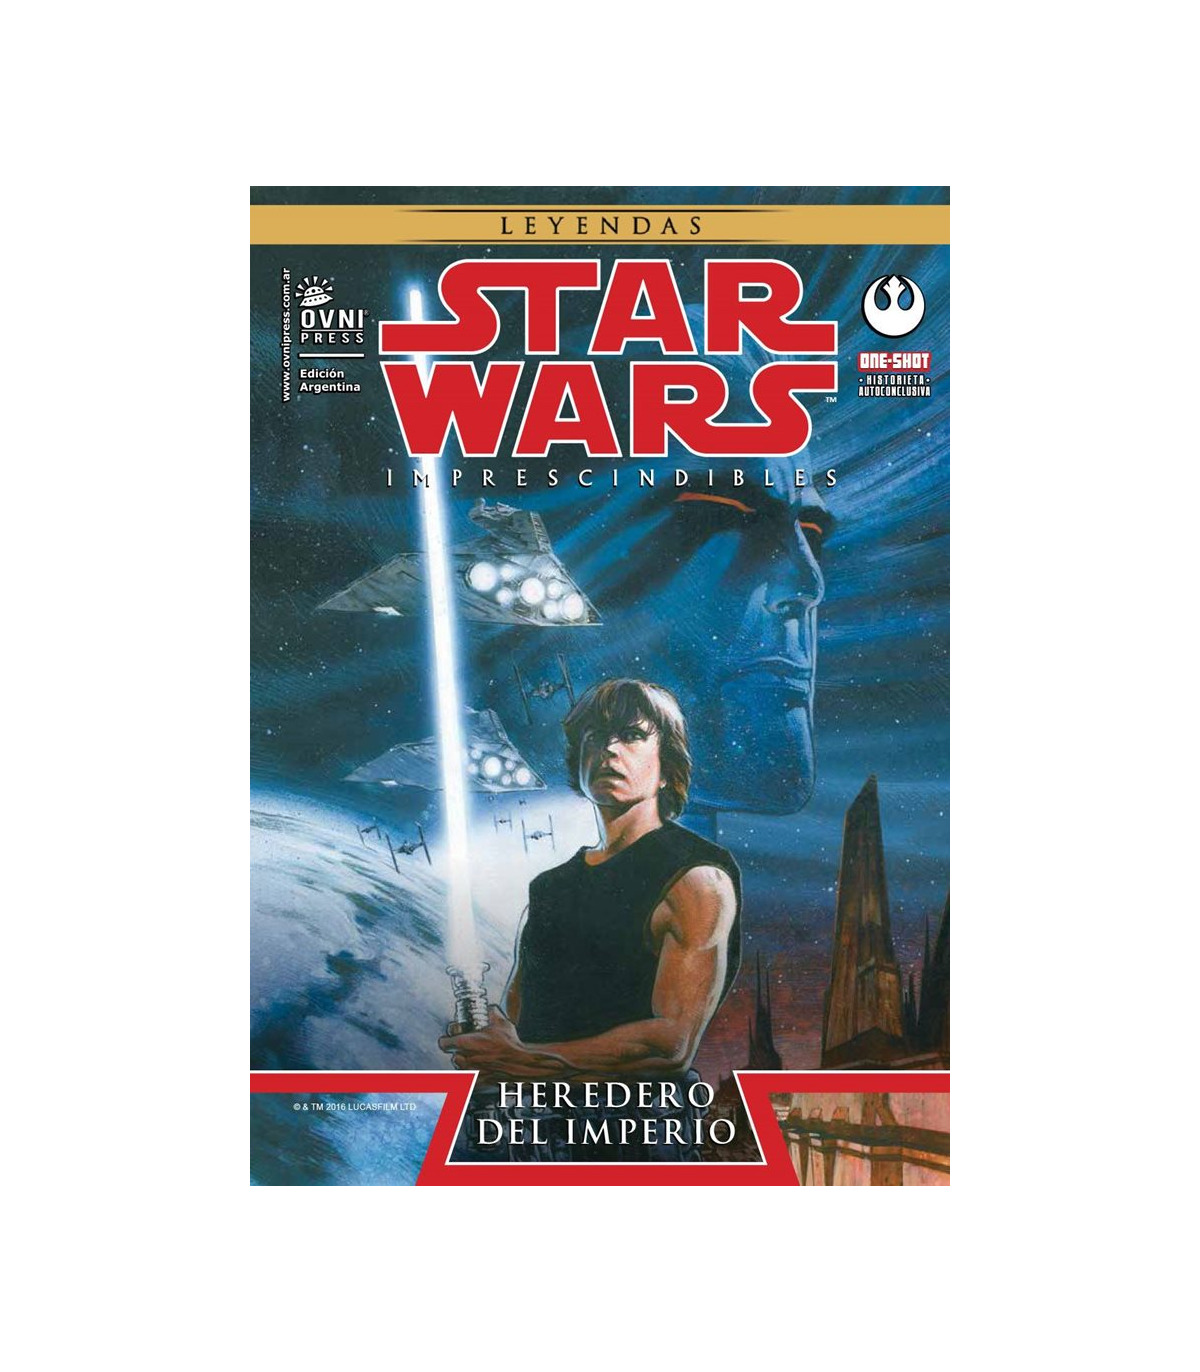 LEYENDAS
STAR
WARS
™
IMPRESCINDIBLES
www.ovnipress.com.ar
OVNI®
PRESS
Edición
Argentina
ONE-SHOT
• HISTORIETA •
AUTOCONCLUSIVA
© & TM 2016 LUCASFILM LTD
HEREDERO
DEL IMPERIO